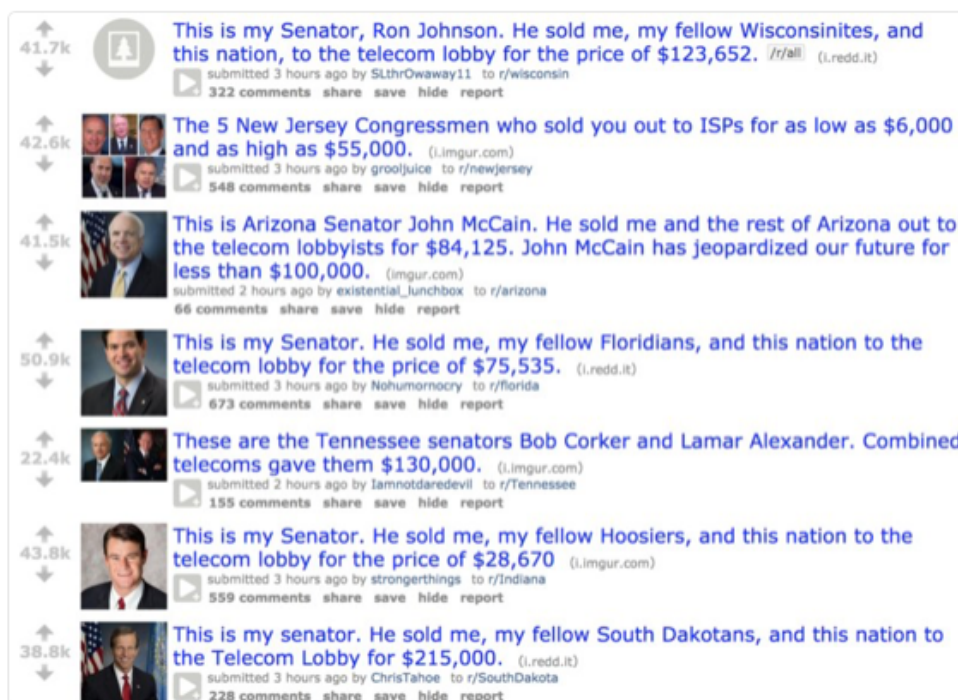 41.7k
This is my Senator, Ron Johnson. He sold me, my fellow Wisconsinites, and
this nation, to the telecom lobby for the price of $123,652. /r/all (i.redd.it)
submitted 3 hours ago by SLthrOwaway11 to r/wisconsin
322 comments share save hide report
42.6k
The 5 New Jersey Congressmen who sold you out to ISPs for as low as $6,000
and as high as $55,000. (i.imgur.com)
submitted 3 hours ago by grooljuice to r/newjersey
548 comments share save hide report
41.5k
This is Arizona Senator John McCain. He sold me and the rest of Arizona out to
the telecom lobbyists for $84,125. John McCain has jeopardized our future for
less than $100,000. (imgur.com)
submitted 2 hours ago by existential_lunchbox to r/arizona
66 comments share save hide report
50.9k
This is my Senator. He sold me, my fellow Floridians, and this nation to the
telecom lobby for the price of $75,535. (i.redd.it)
submitted 3 hours ago by Nohumornocry to r/florida
673 comments share save hide report
22.4k
These are the Tennessee senators Bob Corker and Lamar Alexander. Combined
telecoms gave them $130,000. (i.imgur.com)
submitted 2 hours ago by Iamnotdaredevil to r/Tennessee
155 comments share save hide report
43.8k
This is my Senator. He sold me, my fellow Hoosiers, and this nation to the
telecom lobby for the price of $28,670 (i.imgur.com)
submitted 3 hours ago by strongerthings to r/Indiana
559 comments share save hide report
38.8k
This is my senator. He sold me, my fellow South Dakotans, and this nation to
the Telecom Lobby for $215,000. (i.redd.it)
submitted 3 hours ago by ChrisTahoe to r/SouthDakota
228 comments share save hide report